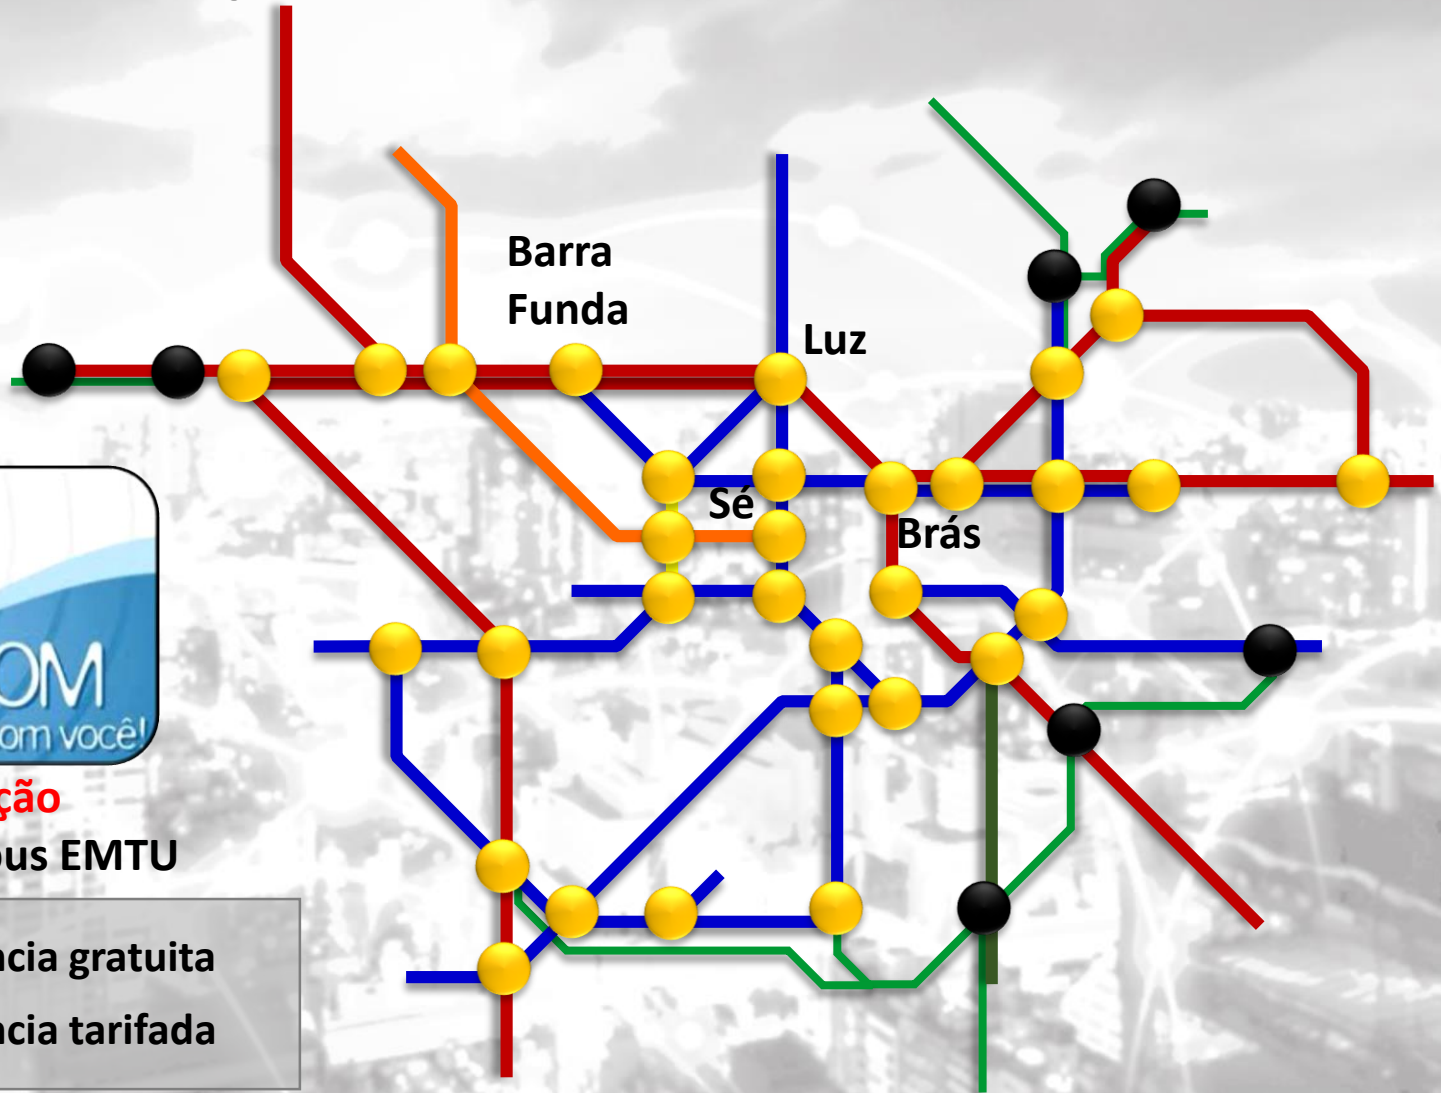 Barra
Funda
Luz
Sé
Brás
OM
om você!
ção
bus EMTU
ncia gratuita
ncia tarifada